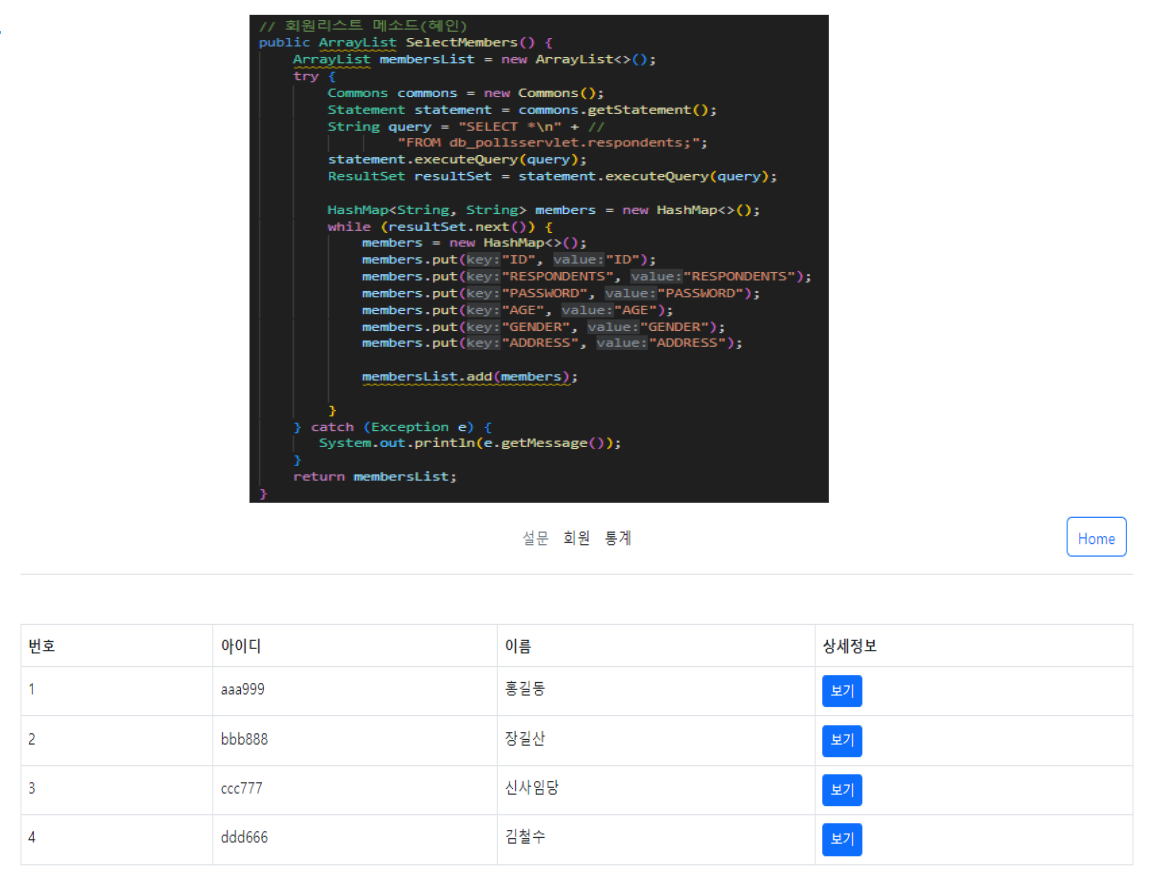 // 회원리스트 메소드(혜인)
public ArrayList SelectMembers() {
ArrayList membersList = new ArrayList<>();
try {
Commons commons = new Commons();
Statement statement = commons.getStatement();
String query = "SELECT *\n" + //
"FROM db_pollsservlet.respondents;";
statement.executeQuery(query);
ResultSet resultSet = statement.executeQuery(query);
HashMap<String, String> members = new HashMap<>();
while (resultSet.next()) {
members = new HashMap<>();
members.put(key:"ID", value:"ID");
members.put(key:"RESPONDENTS", value:"RESPONDENTS");
members.put(key:"PASSWORD", value:"PASSWORD");
members.put(key:"AGE", value:"AGE");
members.put(key:"GENDER", value:"GENDER");
members.put(key:"ADDRESS", value:"ADDRESS");
membersList.add(members);
}
} catch (Exception e) {
System.out.println(e.getMessage());
}
return membersList;
}
설문 회원 통계 Home
번호 아이디 이름 상세정보
1 aaa999 홍길동 보기
2 bbb888 장길산 보기
3 ccc777 신사임당 보기
4 ddd666 김철수 보기